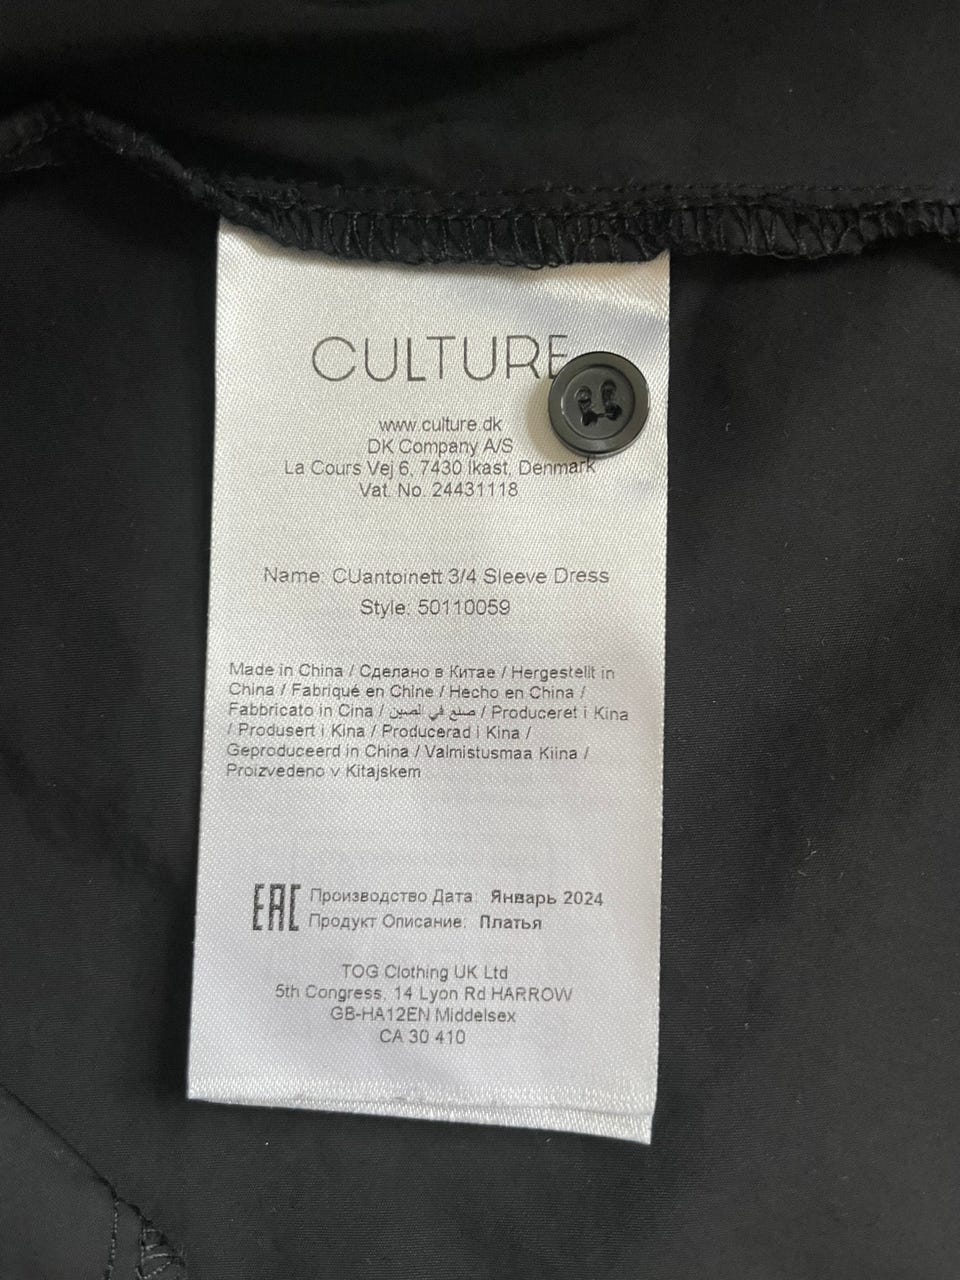 CULTURE
www.culture.dk
DK Company A/S
La Cours Vej 6, 7430 Ikast, Denmark
Vat. No. 24431118
Name: CUantoinett 3/4 Sleeve Dress
Style: 50110059
Made in China / Сделано в Китае / Hergestellt in
China / Fabriqué en Chine / Hecho en China /
Fabbricato in Cina / صنع في الصين / Produceret i Kina
/ Produsert i Kina / Producerad i Kina /
Geproduceerd in China / Valmistusmaa Kiina /
Proizvedeno v Kitajskem
EAC Производство Дата: Январь 2024
Продукт Описание: Платья
TOG Clothing UK Ltd
5th Congress, 14 Lyon Rd HARROW
GB-HA12EN Middelsex
CA 30 410